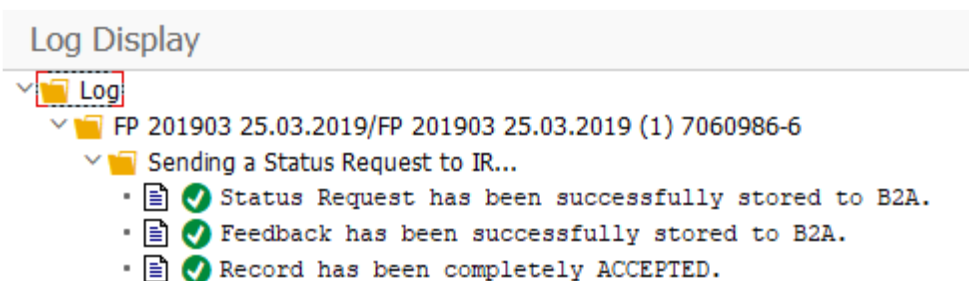 Log Display
Log
FP 201903 25.03.2019/FP 201903 25.03.2019 (1) 7060986-6
Sending a Status Request to IR...
Status Request has been successfully stored to B2A.
Feedback has been successfully stored to B2A.
Record has been completely ACCEPTED.